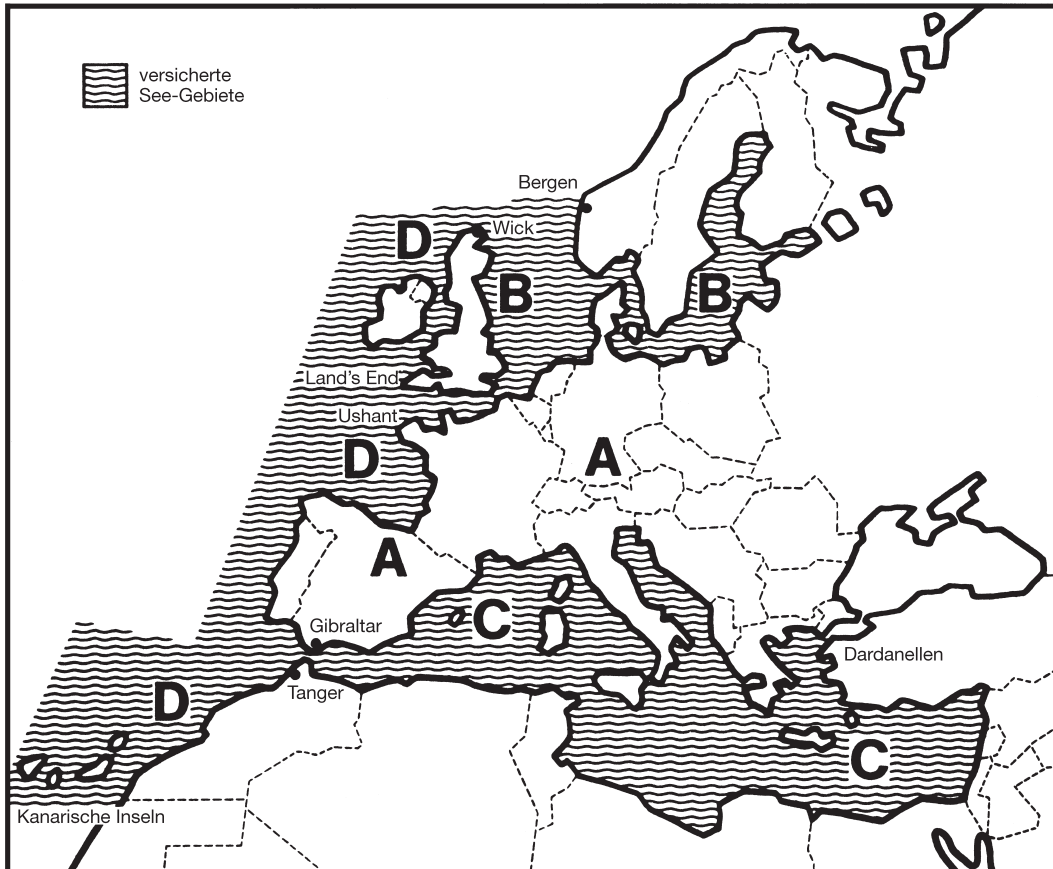 versicherte
See-Gebiete
Bergen
D
Wick
B
B
Land's End
Ushant
D
A
A
C
Gibraltar
Dardanellen
Tanger
D
C
Kanarische Inseln